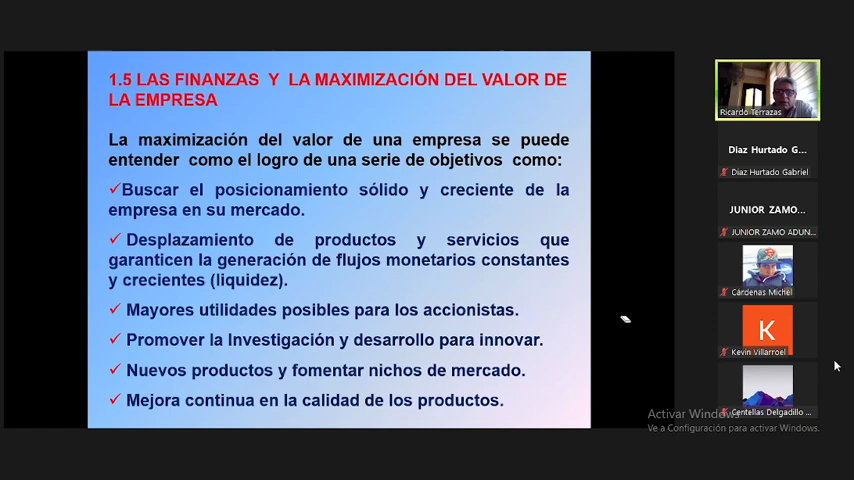 1.5 LAS FINANZAS Y LA MAXIMIZACIÓN DEL VALOR DE
LA EMPRESA
La maximización del valor de una empresa se puede
entender como el logro de una serie de objetivos como:
✓Buscar el posicionamiento sólido y creciente de la
empresa en su mercado.
✓ Desplazamiento de productos y servicios que
garanticen la generación de flujos monetarios constantes
y crecientes (liquidez).
✓ Mayores utilidades posibles para los accionistas.
✓ Promover la Investigación y desarrollo para innovar.
✓ Nuevos productos y fomentar nichos de mercado.
✓ Mejora continua en la calidad de los productos.
Ricardo Terrazas
Diaz Hurtado G...
Diaz Hurtado Gabriel
JUNIOR ZAMO...
JUNIOR ZAMO ADUN...
Cárdenas Michel
K
Kevin Villarroel
Centellas Delgadillo ...
Activar Windows
Ve a Configuración para activar Windows.